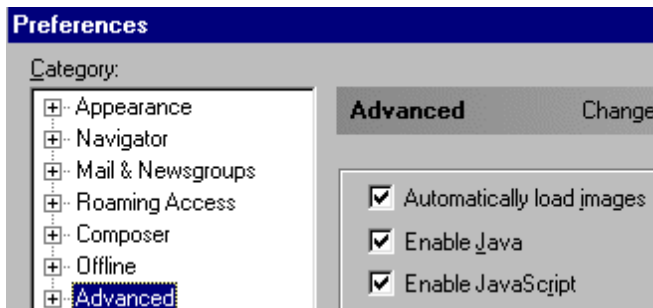 Preferences
Category:
Appearance
Navigator
Mail & Newsgroups
Roaming Access
Composer
Offline
Advanced
Advanced Change
Automatically load images
Enable Java
Enable JavaScript